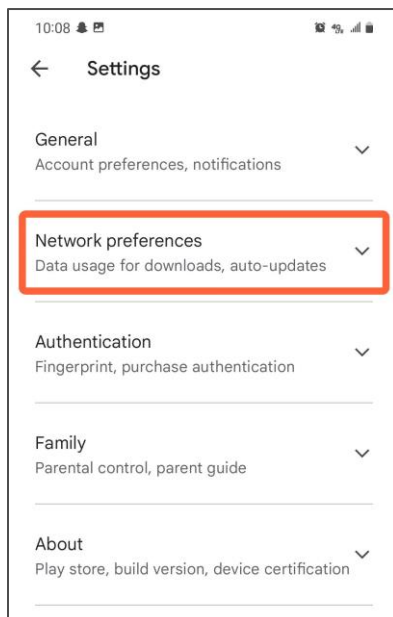 10:08
Settings
General
Account preferences, notifications
Network preferences
Data usage for downloads, auto-updates
Authentication
Fingerprint, purchase authentication
Family
Parental control, parent guide
About
Play store, build version, device certification